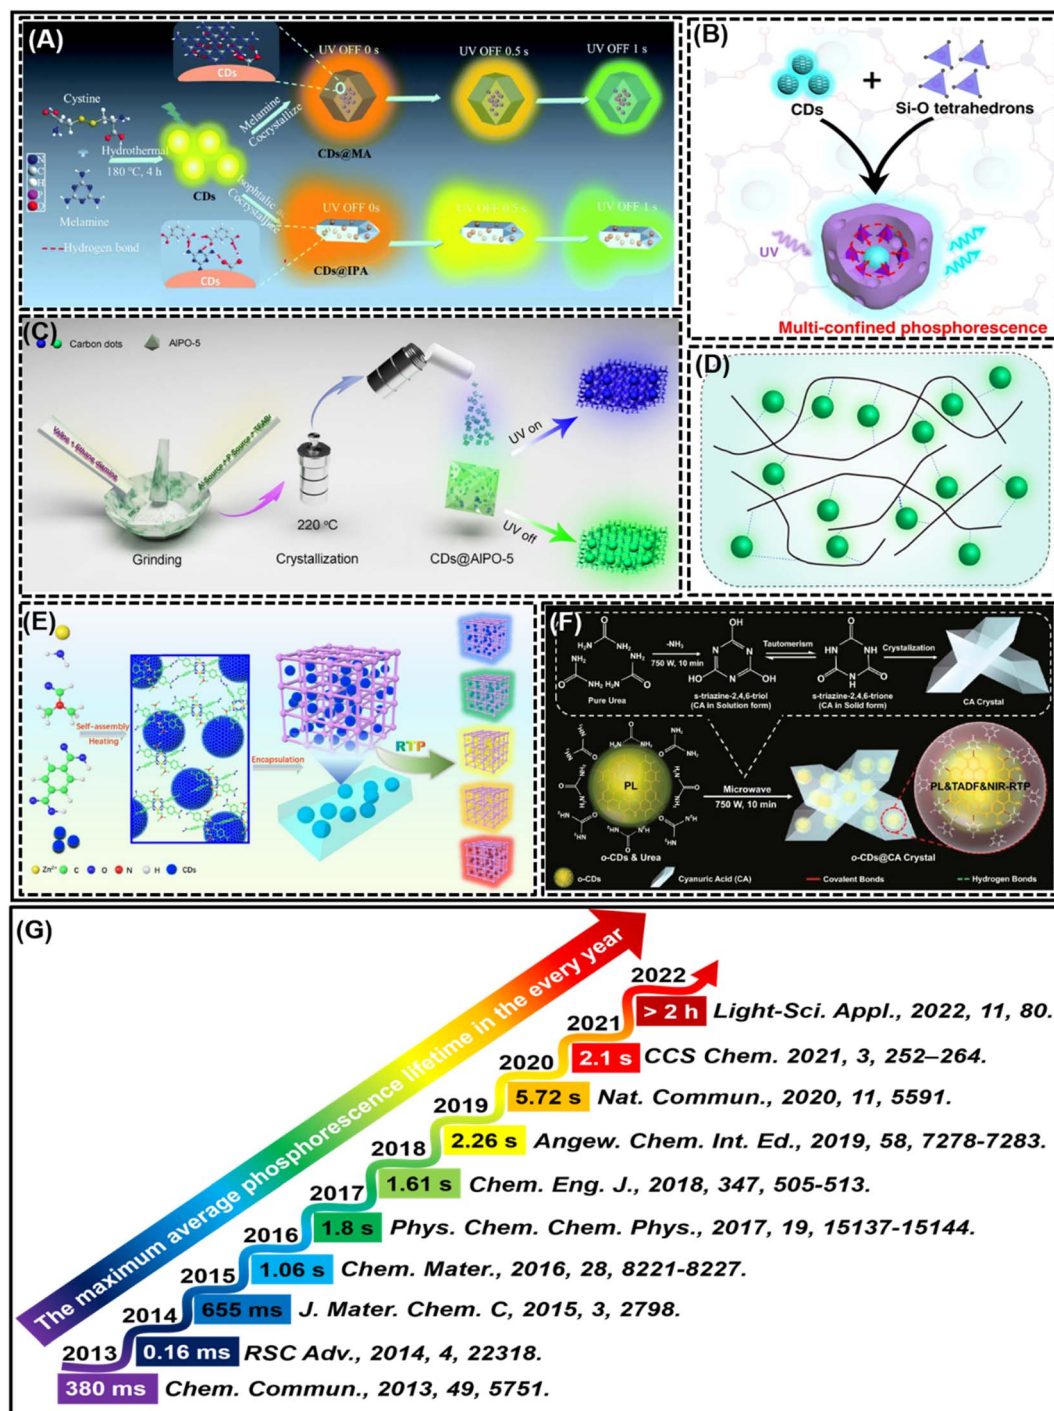 (A)
CDs
Cystine
Hydrothermal
180 °C, 4 h
Melamine
Hydrogen bond
CDs
Melamine
Cocrystallize
Isophtalic
Cocrystallize
CDs
UV OFF 0 s
UV OFF 0.5 s
UV OFF 1 s
CDs@MA
UV OFF 0s
UV OFF 0.5 s
UV OFF 1 s
CDs@IPA
(B)
CDs
+
Si-O tetrahedrons
UV
Multi-confined phosphorescence
(C)
Carbon dots
AlPO-5
Valine + Ethane diamine
Al Source + P Source + TEABr
Grinding
220 °C
Crystallization
CDs@AlPO-5
UV on
UV off
(D)
(E)
Self-assembly
Heating
Encapsulation
RTP
Zn²⁺
C
O
N
H
CDs
(F)
Pure Urea
-NH₃
750 W, 10 min
s-triazine-2,4,6-triol
(CA in Solution form)
Tautomerism
s-triazine-2,4,6-trione
(CA in Solid form)
Crystalization
CA Crystal
PL
o-CDs & Urea
Microwave
750 W, 10 min
o-CDs@CA Crystal
PL&TADF&NIR-RTP
o-CDs
Cyanuric Acid (CA)
Covalent Bonds
Hydrogen Bonds
(G)
The maximum average phosphorescence lifetime in the every year
2022
> 2 h Light-Sci. Appl., 2022, 11, 80.
2021
2.1 s CCS Chem. 2021, 3, 252–264.
2020
5.72 s Nat. Commun., 2020, 11, 5591.
2019
2.26 s Angew. Chem. Int. Ed., 2019, 58, 7278-7283.
2018
1.61 s Chem. Eng. J., 2018, 347, 505-513.
2017
1.8 s Phys. Chem. Chem. Phys., 2017, 19, 15137-15144.
2016
1.06 s Chem. Mater., 2016, 28, 8221-8227.
2015
655 ms J. Mater. Chem. C, 2015, 3, 2798.
2014
0.16 ms RSC Adv., 2014, 4, 22318.
2013
380 ms Chem. Commun., 2013, 49, 5751.